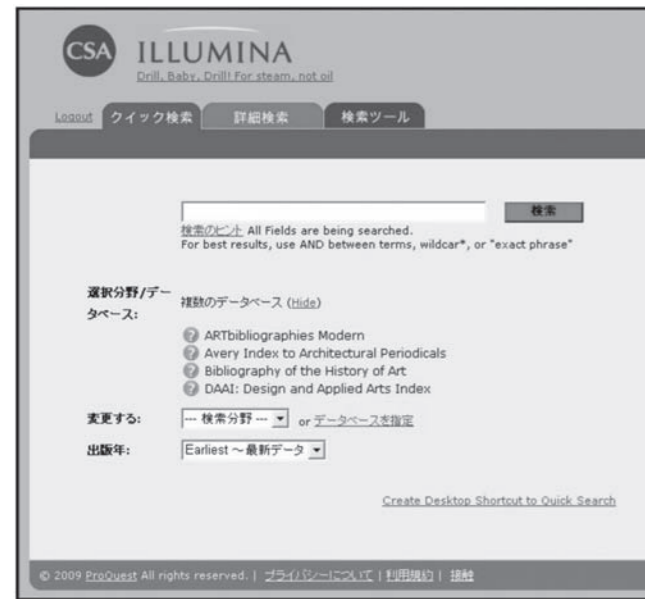 CSA ILLUMINA
Drill, Baby, Drill! For steam, not oil
Logout クイック検索 詳細検索 検索ツール
検索
検索のヒント All Fields are being searched.
For best results, use AND between terms, wildcar*, or "exact phrase"
選択分野/デー
タベース:
複数のデータベース (Hide)
ARTbibliographies Modern
Avery Index to Architectural Periodicals
Bibliography of the History of Art
DAAI: Design and Applied Arts Index
変更する: --- 検索分野 --- or データベースを指定
出版年: Earliest ～最新データ
Create Desktop Shortcut to Quick Search
© 2009 ProQuest All rights reserved. | プライバシーについて | 利用規約 | 接触